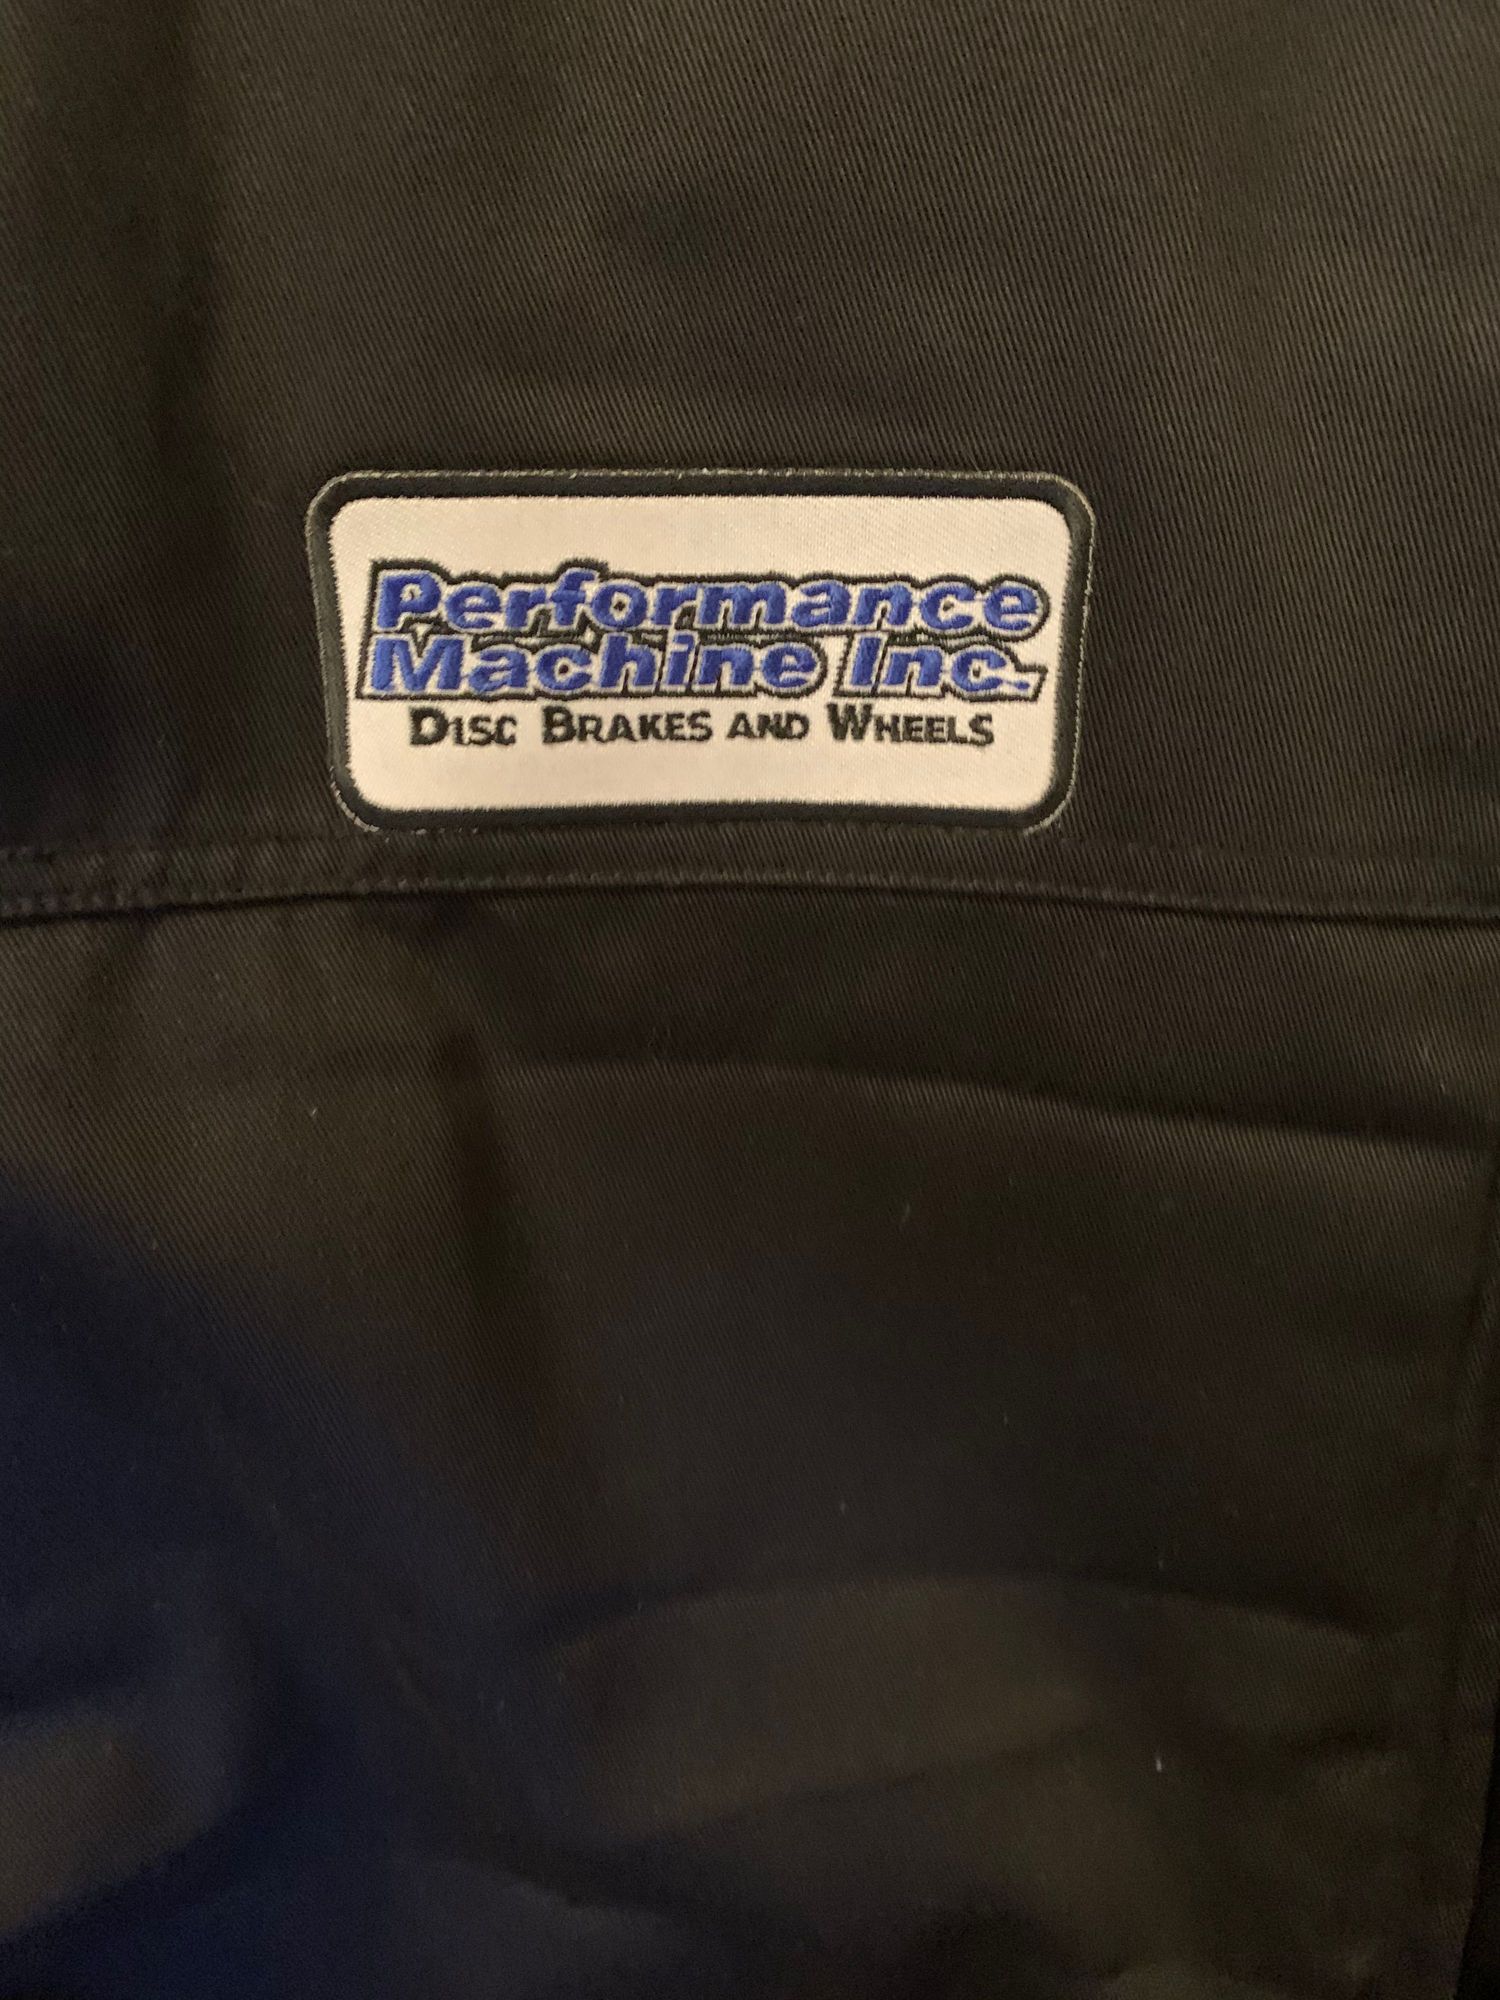 Performance
Machine Inc.
DISC BRAKES AND WHEELS